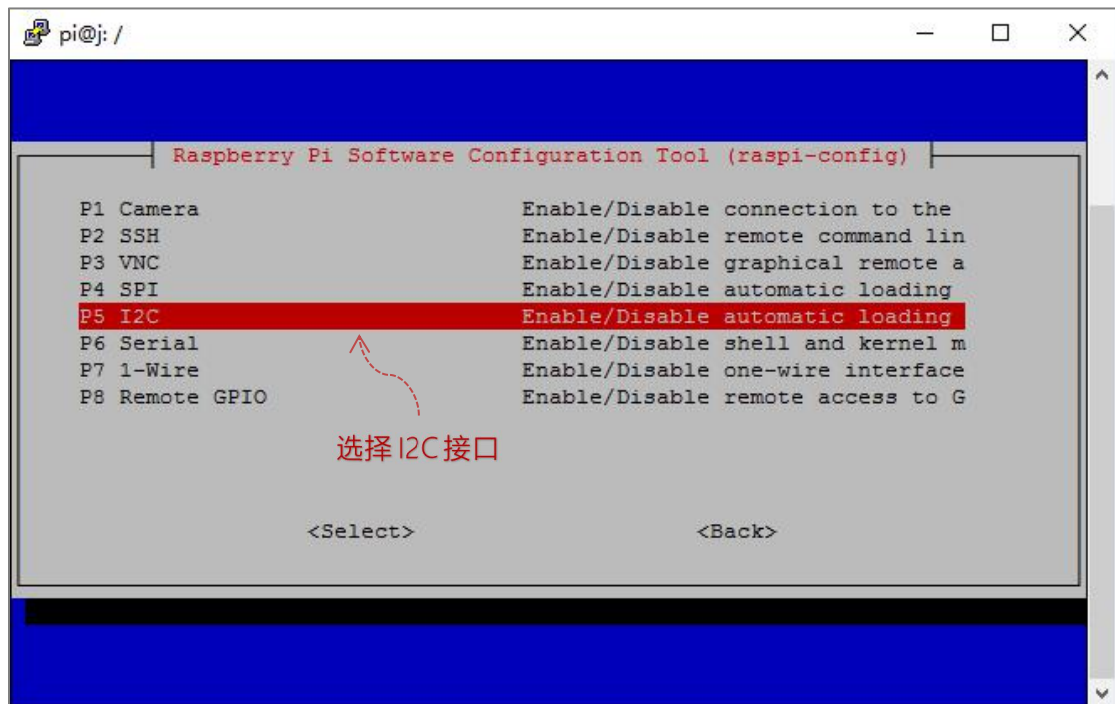 pi@j: /
Raspberry Pi Software Configuration Tool (raspi-config)
P1 Camera Enable/Disable connection to the
P2 SSH Enable/Disable remote command lin
P3 VNC Enable/Disable graphical remote a
P4 SPI Enable/Disable automatic loading
P5 I2C Enable/Disable automatic loading
P6 Serial Enable/Disable shell and kernel m
P7 1-Wire Enable/Disable one-wire interface
P8 Remote GPIO Enable/Disable remote access to G
选择 I2C 接口
<Select> <Back>